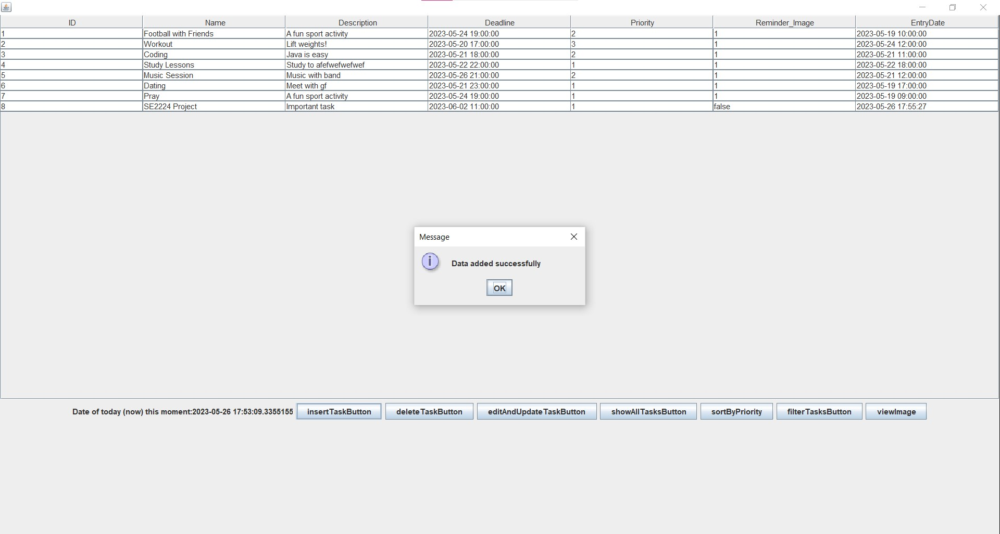 ID Name Description Deadline Priority Reminder_Image EntryDate
1 Football with Friends A fun sport activity 2023-05-24 19:00:00 2 1 2023-05-19 10:00:00
2 Workout Lift weights! 2023-05-20 17:00:00 3 1 2023-05-24 12:00:00
3 Coding Java is easy 2023-05-21 18:00:00 2 1 2023-05-21 11:00:00
4 Study Lessons Study to afefwefwefwef 2023-05-22 22:00:00 1 1 2023-05-22 18:00:00
5 Music Session Music with band 2023-05-26 21:00:00 2 1 2023-05-21 12:00:00
6 Dating Meet with gf 2023-05-21 23:00:00 1 1 2023-05-19 17:00:00
7 Pray A fun sport activity 2023-05-24 19:00:00 1 1 2023-05-19 09:00:00
8 SE2224 Project Important task 2023-06-02 11:00:00 1 false 2023-05-26 17:55:27
Message
i
Data added successfully
OK
Date of today (now) this moment:2023-05-26 17:53:09.3355155 insertTaskButton deleteTaskButton editAndUpdateTaskButton showAllTasksButton sortByPriority filterTasksButton viewImage